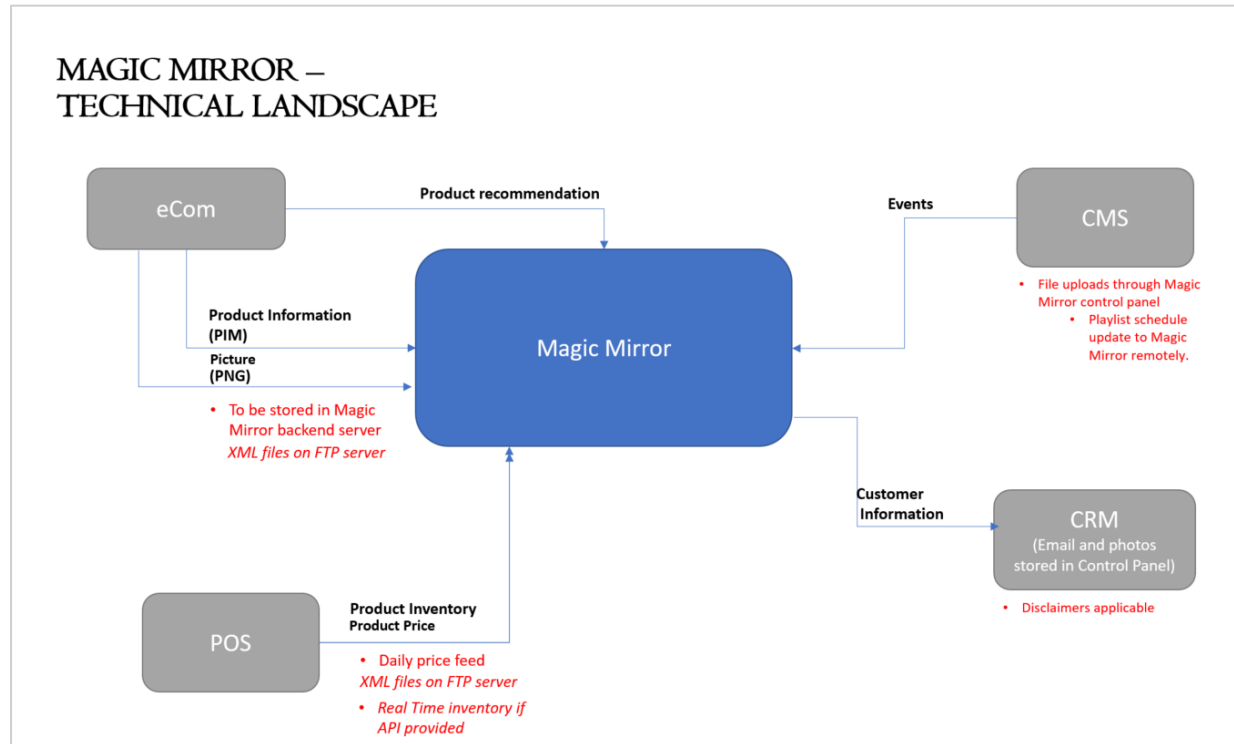 MAGIC MIRROR –
TECHNICAL LANDSCAPE
eCom
Product recommendation
Events
CMS
• File uploads through Magic
Mirror control panel
• Playlist schedule
update to Magic
Mirror remotely.
Product Information
(PIM)
Picture
(PNG)
• To be stored in Magic
Mirror backend server
XML files on FTP server
Magic Mirror
Customer
Information
CRM
(Email and photos
stored in Control Panel)
• Disclaimers applicable
POS
Product Inventory
Product Price
• Daily price feed
XML files on FTP server
• Real Time inventory if
API provided